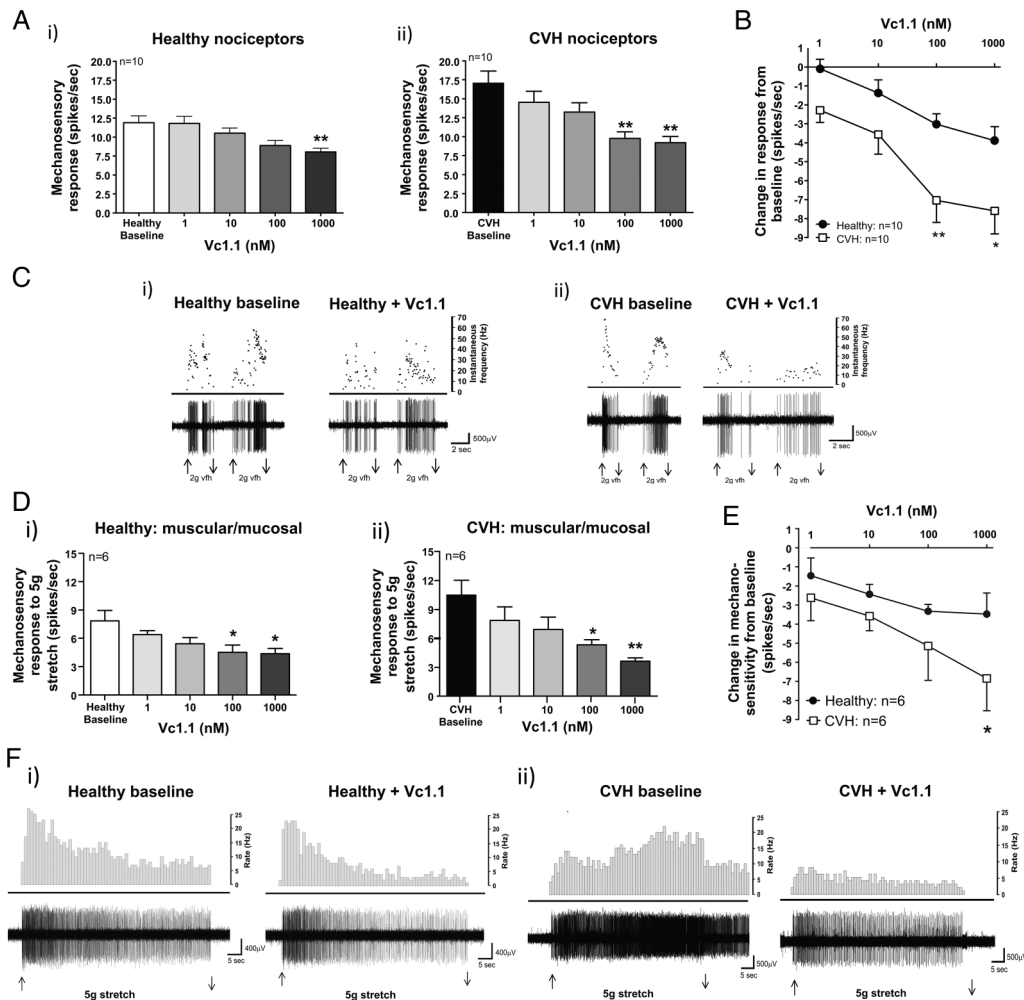 A
i)
Healthy nociceptors
n=10
Mechanosensory
response (spikes/sec)
20.0
17.5
15.0
12.5
10.0
7.5
5.0
2.5
0.0
**
Healthy
Baseline
1
10
100
1000
Vc1.1 (nM)
ii)
CVH nociceptors
n=10
Mechanosensory
response (spikes/sec)
20.0
17.5
15.0
12.5
10.0
7.5
5.0
2.5
0.0
**
**
CVH
Baseline
1
10
100
1000
Vc1.1 (nM)
B
Vc1.1 (nM)
1
10
100
1000
Change in response from
baseline (spikes/sec)
1
0
-1
-2
-3
-4
-5
-6
-7
-8
-9
Healthy: n=10
CVH: n=10
**
*
C
i)
Healthy baseline
Healthy + Vc1.1
70
60
50
40
30
20
10
0
Instantaneous
frequency (Hz)
500µV
2 sec
2g vfh
2g vfh
2g vfh
2g vfh
ii)
CVH baseline
CVH + Vc1.1
70
60
50
40
30
20
10
0
Instantaneous
frequency (Hz)
500µV
2 sec
2g vfh
2g vfh
2g vfh
2g vfh
D
i)
Healthy: muscular/mucosal
n=6
Mechanosensory
response to 5g
stretch (spikes/sec)
15
12
9
6
3
0
*
*
Healthy
Baseline
1
10
100
1000
Vc1.1 (nM)
ii)
CVH: muscular/mucosal
n=6
Mechanosensory
response to 5g
stretch (spikes/sec)
15
12
9
6
3
0
*
**
CVH
Baseline
1
10
100
1000
Vc1.1 (nM)
E
Vc1.1 (nM)
1
10
100
1000
Change in mechano-
sensitivity from baseline
(spikes/sec)
1
0
-1
-2
-3
-4
-5
-6
-7
-8
-9
Healthy: n=6
CVH: n=6
*
F
i)
Healthy baseline
Healthy + Vc1.1
25
20
15
10
5
0
Rate (Hz)
25
20
15
10
5
0
Rate (Hz)
400µV
5 sec
400µV
5 sec
5g stretch
5g stretch
ii)
CVH baseline
CVH + Vc1.1
25
20
15
10
5
0
Rate (Hz)
25
20
15
10
5
0
Rate (Hz)
500µV
5 sec
500µV
5 sec
5g stretch
5g stretch